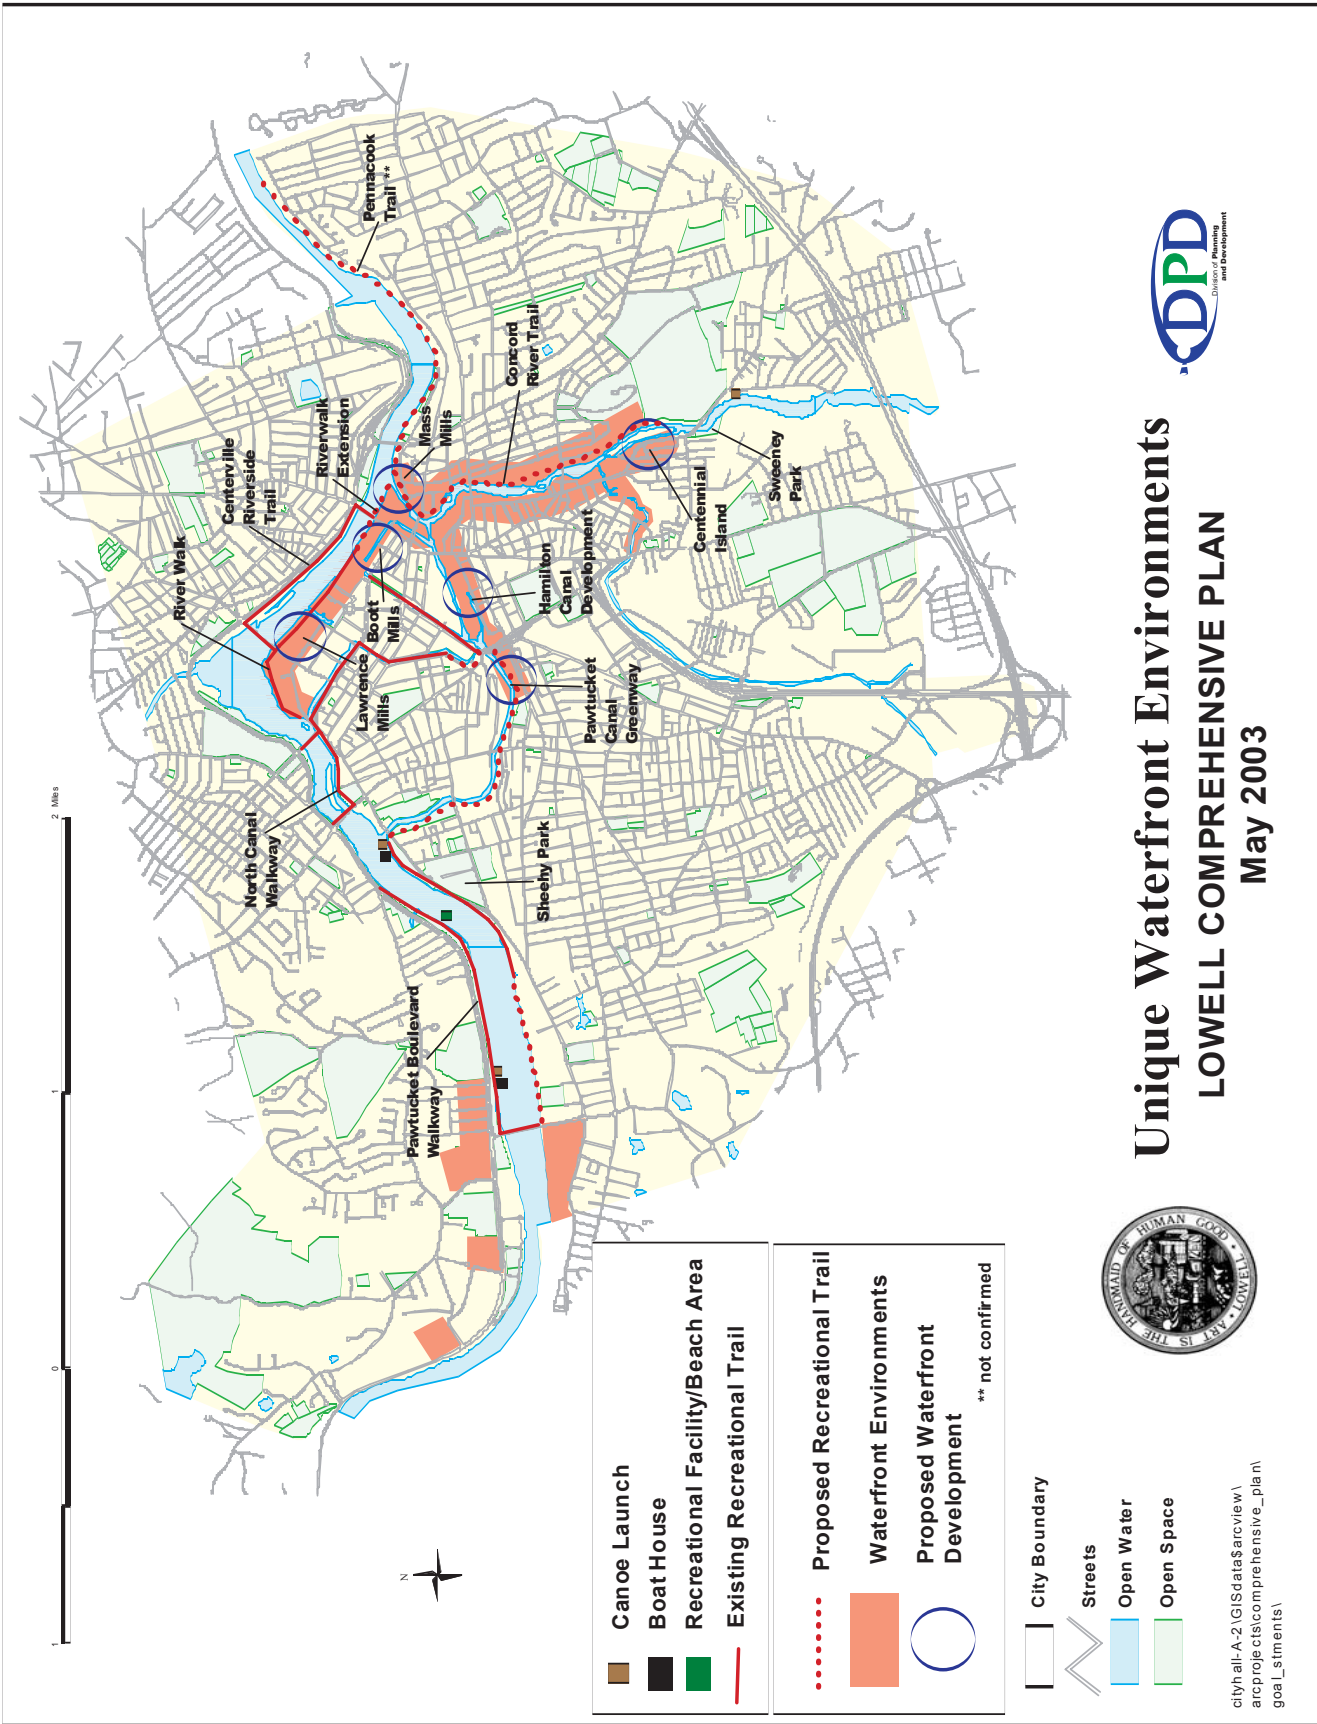 Unique Waterfront Environments
LOWELL COMPREHENSIVE PLAN
May 2003
DPD
Division of Planning
and Development
ART IS THE HANDMAID OF HUMAN GOOD • LOWELL •
1
0
1
2 Miles
N
Pennacook
Trail **
Concord
River Trail
Riverwalk
Extension
Mass
Mills
Centerville
Riverside
Trail
River Walk
Boott
Mills
Lawrence
Mills
Hamilton
Canal
Development
Centennial
Island
Sweeney
Park
Pawtucket
Canal
Greenway
North Canal
Walkway
Sheehy Park
Pawtucket Boulevard
Walkway
Canoe Launch
Boat House
Recreational Facility/Beach Area
Existing Recreational Trail
Proposed Recreational Trail
Waterfront Environments
Proposed Waterfront
Development
** not confirmed
City Boundary
Streets
Open Water
Open Space
cityhall-A-2\GISdata$arcview\
arcprojects\comprehensive_plan\
goal_stments\